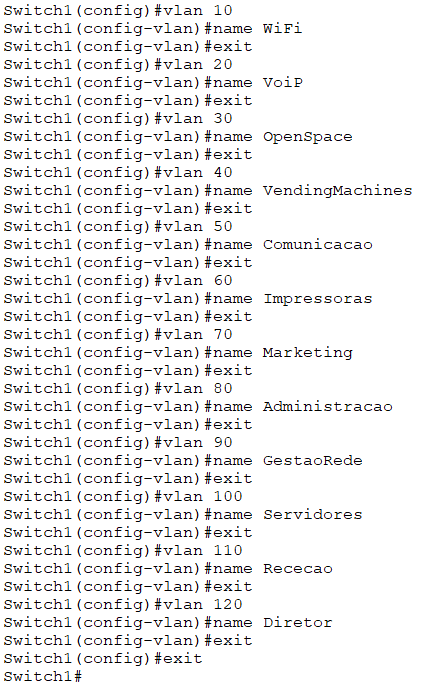 Switch1(config)#vlan 10
Switch1(config-vlan)#name WiFi
Switch1(config-vlan)#exit
Switch1(config)#vlan 20
Switch1(config-vlan)#name VoiP
Switch1(config-vlan)#exit
Switch1(config)#vlan 30
Switch1(config-vlan)#name OpenSpace
Switch1(config-vlan)#exit
Switch1(config)#vlan 40
Switch1(config-vlan)#name VendingMachines
Switch1(config-vlan)#exit
Switch1(config)#vlan 50
Switch1(config-vlan)#name Comunicacao
Switch1(config-vlan)#exit
Switch1(config)#vlan 60
Switch1(config-vlan)#name Impressoras
Switch1(config-vlan)#exit
Switch1(config)#vlan 70
Switch1(config-vlan)#name Marketing
Switch1(config-vlan)#exit
Switch1(config)#vlan 80
Switch1(config-vlan)#name Administracao
Switch1(config-vlan)#exit
Switch1(config)#vlan 90
Switch1(config-vlan)#name GestaoRede
Switch1(config-vlan)#exit
Switch1(config)#vlan 100
Switch1(config-vlan)#name Servidores
Switch1(config-vlan)#exit
Switch1(config)#vlan 110
Switch1(config-vlan)#name Rececao
Switch1(config-vlan)#exit
Switch1(config)#vlan 120
Switch1(config-vlan)#name Diretor
Switch1(config-vlan)#exit
Switch1(config)#exit
Switch1#